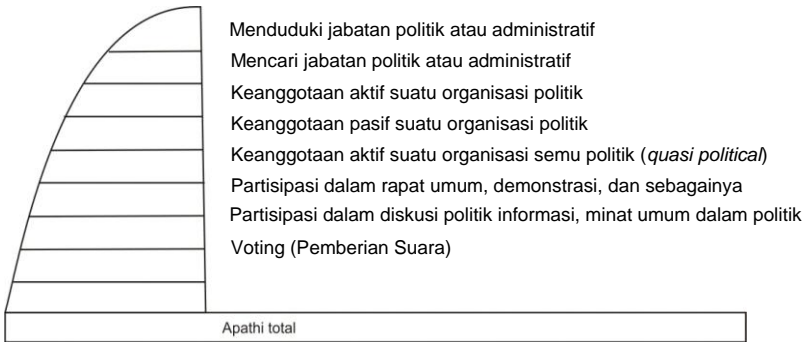 Menduduki jabatan politik atau administratif
Mencari jabatan politik atau administratif
Keanggotaan aktif suatu organisasi politik
Keanggotaan pasif suatu organisasi politik
Keanggotaan aktif suatu organisasi semu politik (quasi political)
Partisipasi dalam rapat umum, demonstrasi, dan sebagainya
Partisipasi dalam diskusi politik informasi, minat umum dalam politik
Voting (Pemberian Suara)
Apathi total